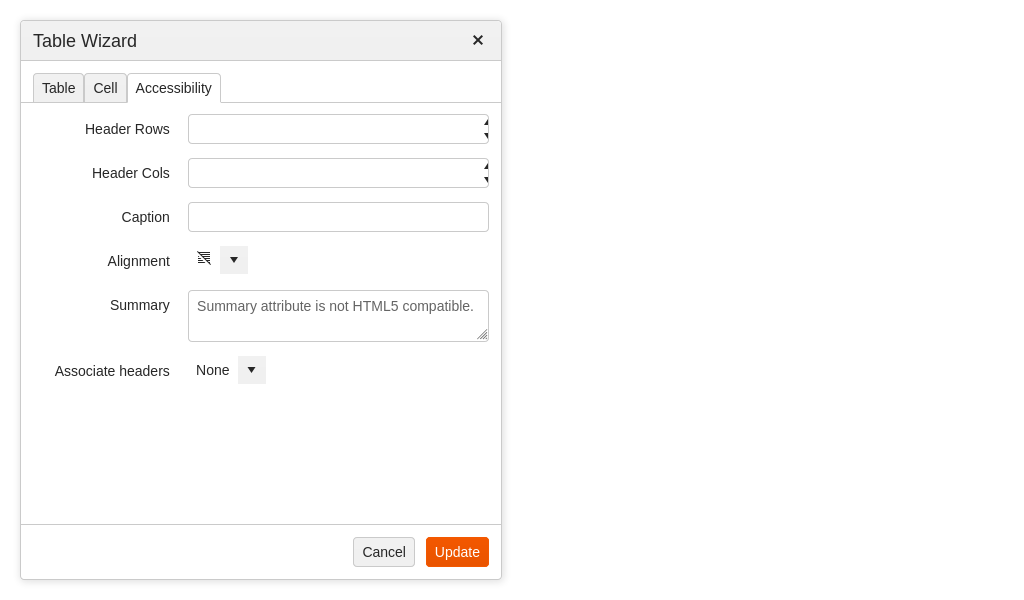 Table Wizard
Table Cell Accessibility
Header Rows
Header Cols
Caption
Alignment
Summary Summary attribute is not HTML5 compatible.
Associate headers None
Cancel Update